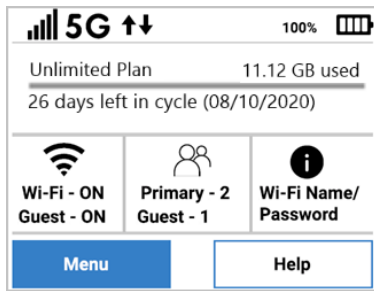 5G 100%
Unlimited Plan 11.12 GB used
26 days left in cycle (08/10/2020)
Wi-Fi - ON Primary - 2 Wi-Fi Name/
Guest - ON Guest - 1 Password
Menu Help